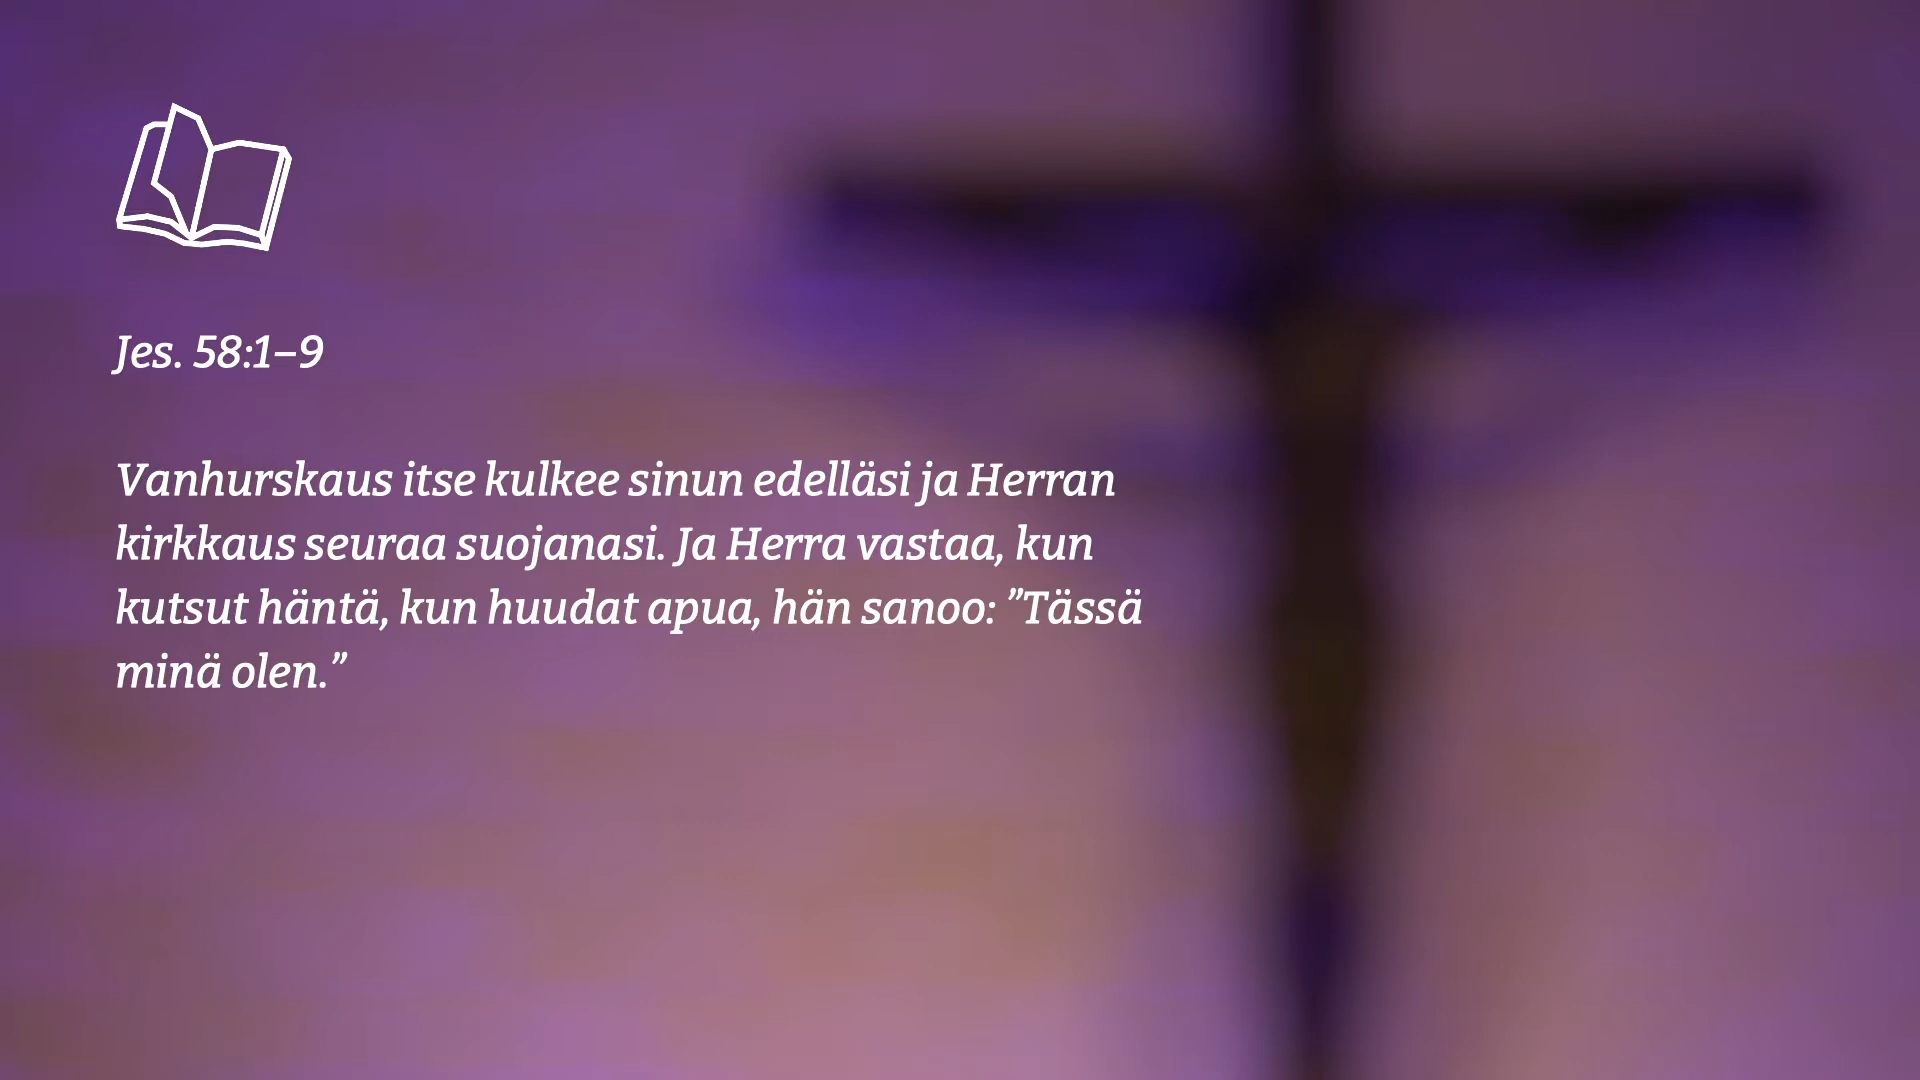 Jes. 58:1–9
Vanhurskaus itse kulkee sinun edelläsi ja Herran
kirkkaus seuraa suojanasi. Ja Herra vastaa, kun
kutsut häntä, kun huudat apua, hän sanoo: ”Tässä
minä olen.”